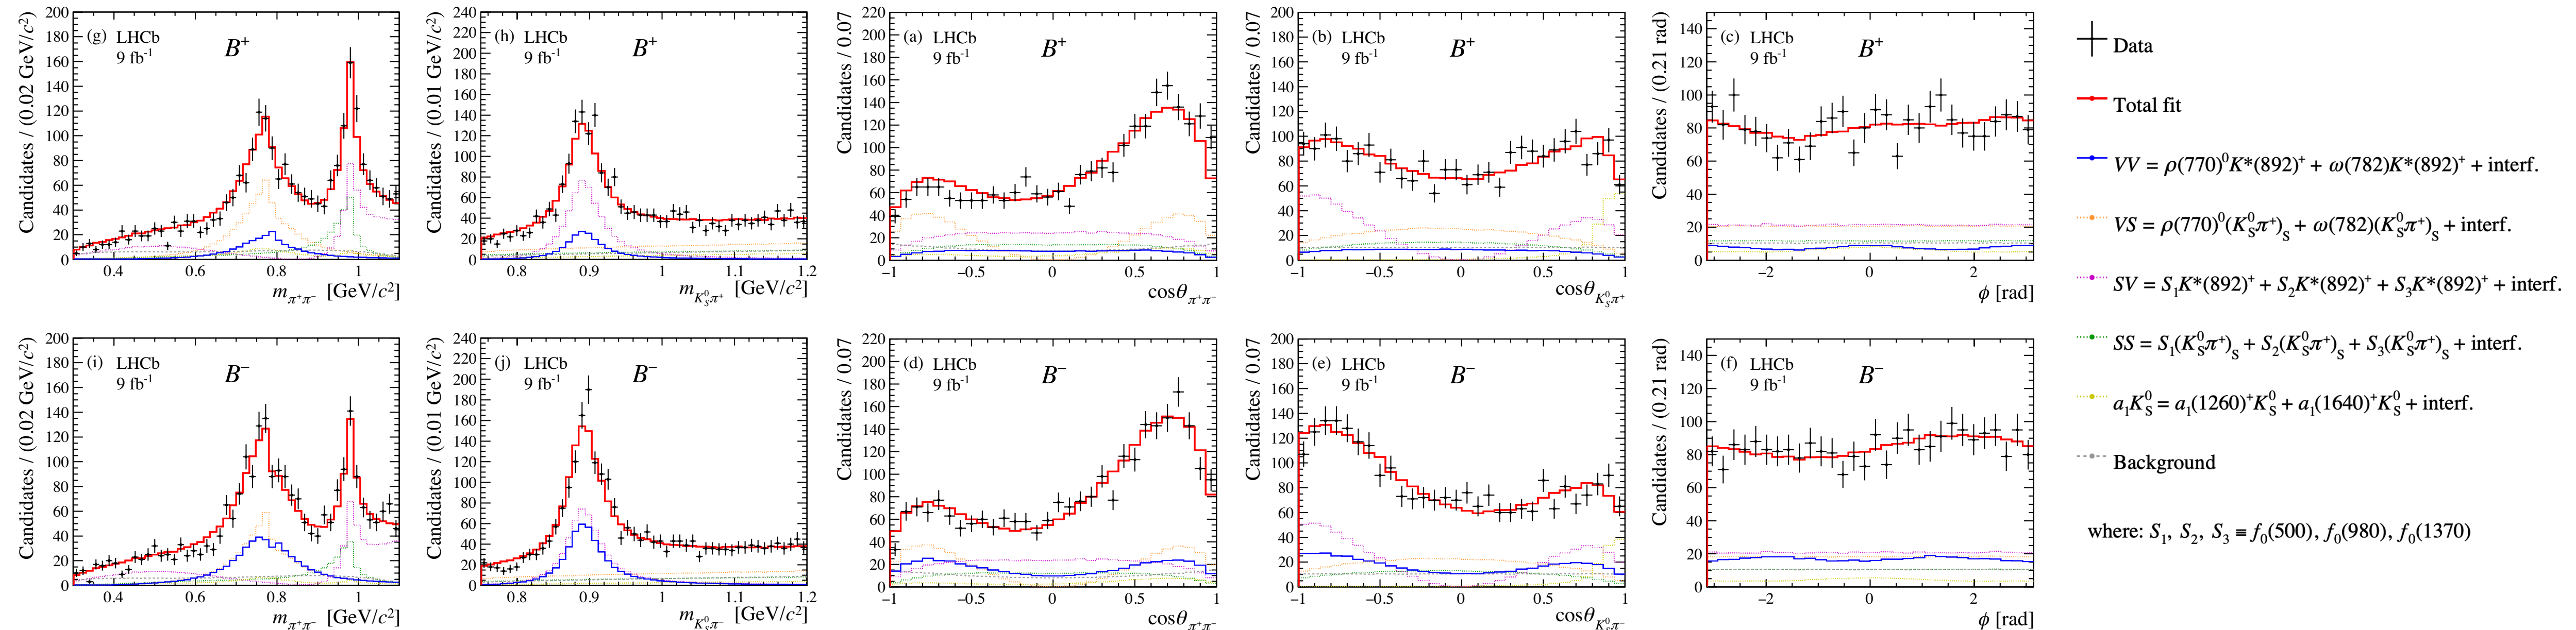 Candidates / (0.02 GeV/c²)
200
180
160
140
120
100
80
60
40
20
0
(g) LHCb
9 fb⁻¹
B⁺
0.4 0.6 0.8 1
m_π⁺π⁻ [GeV/c²]
Candidates / (0.01 GeV/c²)
240
220
200
180
160
140
120
100
80
60
40
20
0
(h) LHCb
9 fb⁻¹
B⁺
0.8 0.9 1 1.1 1.2
m_K⁰_Sπ⁺ [GeV/c²]
Candidates / 0.07
220
200
180
160
140
120
100
80
60
40
20
0
(a) LHCb
9 fb⁻¹
B⁺
−1 −0.5 0 0.5 1
cosθ_π⁺π⁻
Candidates / 0.07
200
180
160
140
120
100
80
60
40
20
0
(b) LHCb
9 fb⁻¹
B⁺
−1 −0.5 0 0.5 1
cosθ_K⁰_Sπ⁺
Candidates / (0.21 rad)
140
120
100
80
60
40
20
0
(c) LHCb
9 fb⁻¹
B⁺
−2 0 2
ϕ [rad]
Candidates / (0.02 GeV/c²)
200
180
160
140
120
100
80
60
40
20
0
(i) LHCb
9 fb⁻¹
B⁻
0.4 0.6 0.8 1
m_π⁺π⁻ [GeV/c²]
Candidates / (0.01 GeV/c²)
240
220
200
180
160
140
120
100
80
60
40
20
0
(j) LHCb
9 fb⁻¹
B⁻
0.8 0.9 1 1.1 1.2
m_K⁰_Sπ⁻ [GeV/c²]
Candidates / 0.07
220
200
180
160
140
120
100
80
60
40
20
0
(d) LHCb
9 fb⁻¹
B⁻
−1 −0.5 0 0.5 1
cosθ_π⁺π⁻
Candidates / 0.07
200
180
160
140
120
100
80
60
40
20
0
(e) LHCb
9 fb⁻¹
B⁻
−1 −0.5 0 0.5 1
cosθ_K⁰_Sπ⁻
Candidates / (0.21 rad)
140
120
100
80
60
40
20
0
(f) LHCb
9 fb⁻¹
B⁻
−2 0 2
ϕ [rad]
Data
Total fit
VV = ρ(770)⁰K*(892)⁺ + ω(782)K*(892)⁺ + interf.
VS = ρ(770)⁰(K⁰_Sπ⁺)_S + ω(782)(K⁰_Sπ⁺)_S + interf.
SV = S₁K*(892)⁺ + S₂K*(892)⁺ + S₃K*(892)⁺ + interf.
SS = S₁(K⁰_Sπ⁺)_S + S₂(K⁰_Sπ⁺)_S + S₃(K⁰_Sπ⁺)_S + interf.
a₁K⁰_S = a₁(1260)⁺K⁰_S + a₁(1640)⁺K⁰_S + interf.
Background
where: S₁, S₂, S₃ ≡ f₀(500), f₀(980), f₀(1370)